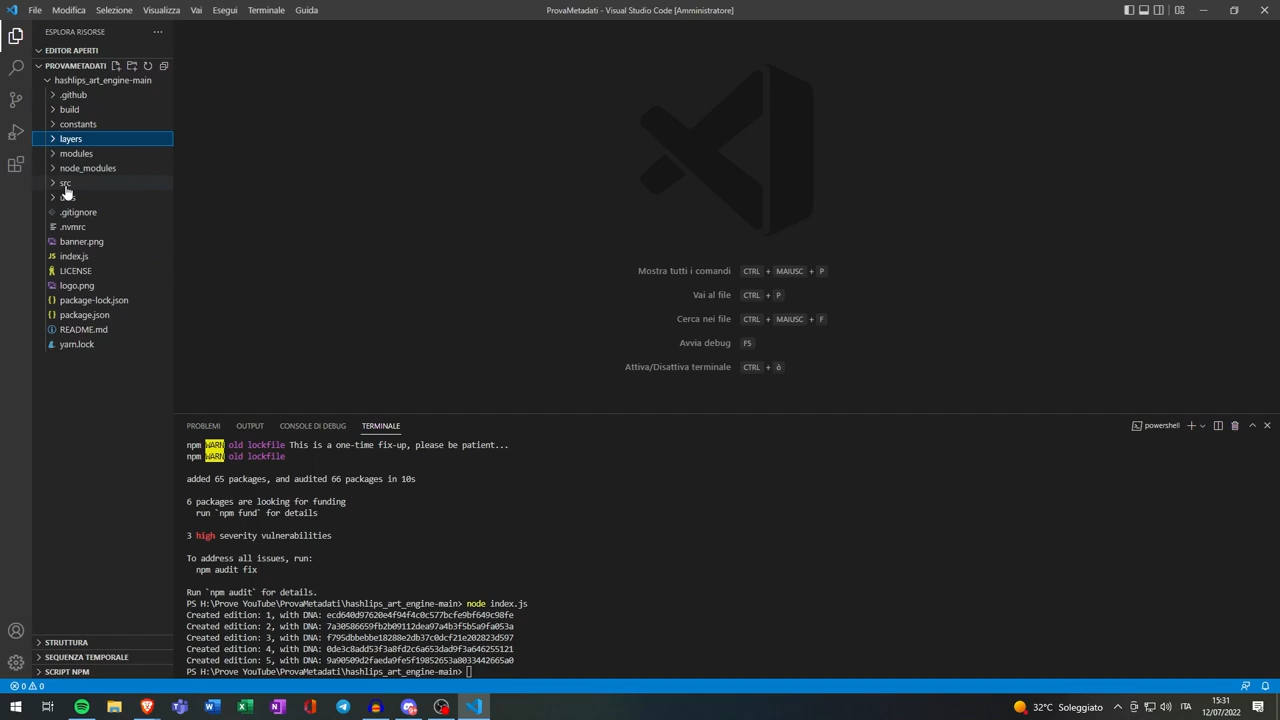 File Modifica Selezione Visualizza Vai Esegui Terminale Guida
ProvaMetadati - Visual Studio Code [Amministratore]
ESPLORA RISORSE
EDITOR APERTI
PROVAMETADATI
hashlips_art_engine-main
.github
build
constants
layers
modules
node_modules
src
.gitignore
.nvmrc
banner.png
JS index.js
LICENSE
logo.png
{} package-lock.json
{} package.json
README.md
yarn.lock
STRUTTURA
SEQUENZA TEMPORALE
SCRIPT NPM
Mostra tutti i comandi CTRL + MAIUSC + P
Vai al file CTRL + P
Cerca nei file CTRL + MAIUSC + F
Avvia debug F5
Attiva/Disattiva terminale CTRL + ò
PROBLEMI OUTPUT CONSOLE DI DEBUG TERMINALE
powershell
npm WARN old lockfile This is a one-time fix-up, please be patient...
npm WARN old lockfile
added 65 packages, and audited 66 packages in 10s
6 packages are looking for funding
run `npm fund` for details
3 high severity vulnerabilities
To address all issues, run:
npm audit fix
Run `npm audit` for details.
PS H:\Prove YouTube\ProvaMetadati\hashlips_art_engine-main> node index.js
Created edition: 1, with DNA: ecd640d97620e4f94f4c0c577bcfe9bf649c98fe
Created edition: 2, with DNA: 7a30586659fb2b09112dea97a4b3f5b5a9fa053a
Created edition: 3, with DNA: f795dbbebbe18288e2db37c0dcf21e202823d597
Created edition: 4, with DNA: 0de3c8add53f3a8fd2c6a653dad9f3a646255121
Created edition: 5, with DNA: 9a90509d2faeda9fe5f19852653a8033442665a0
PS H:\Prove YouTube\ProvaMetadati\hashlips_art_engine-main>
0 0
32°C Soleggiato
ITA
15:31
12/07/2022